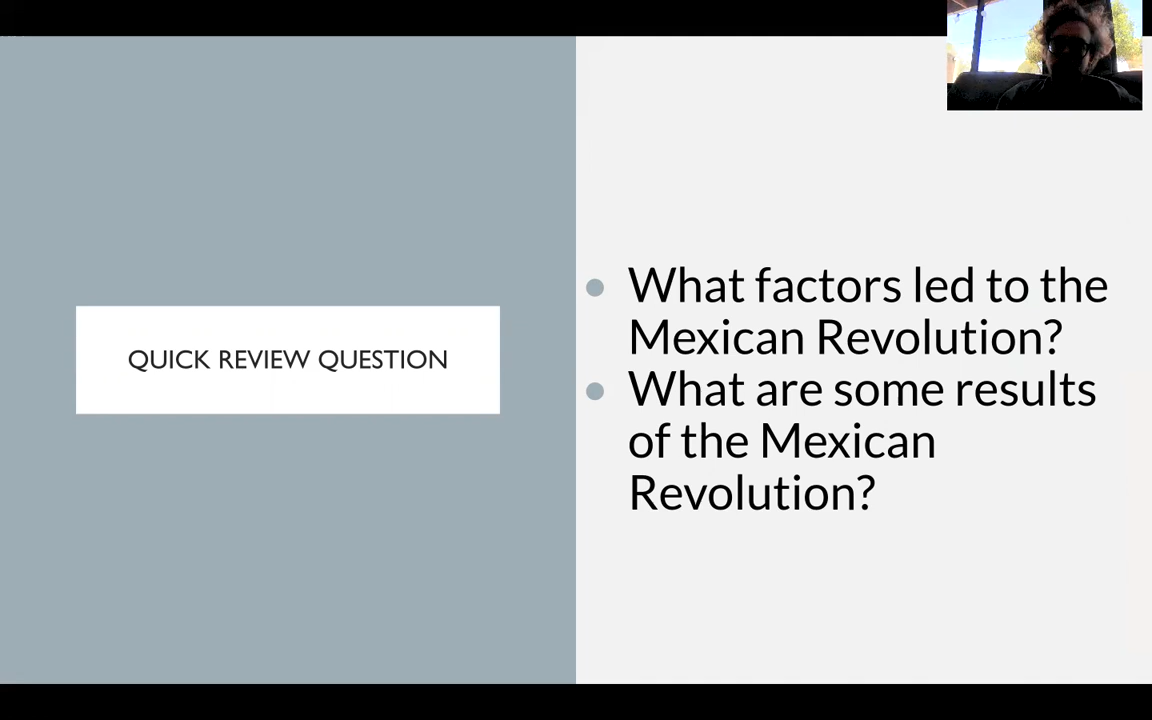 QUICK REVIEW QUESTION
What factors led to the
Mexican Revolution?
What are some results
of the Mexican
Revolution?